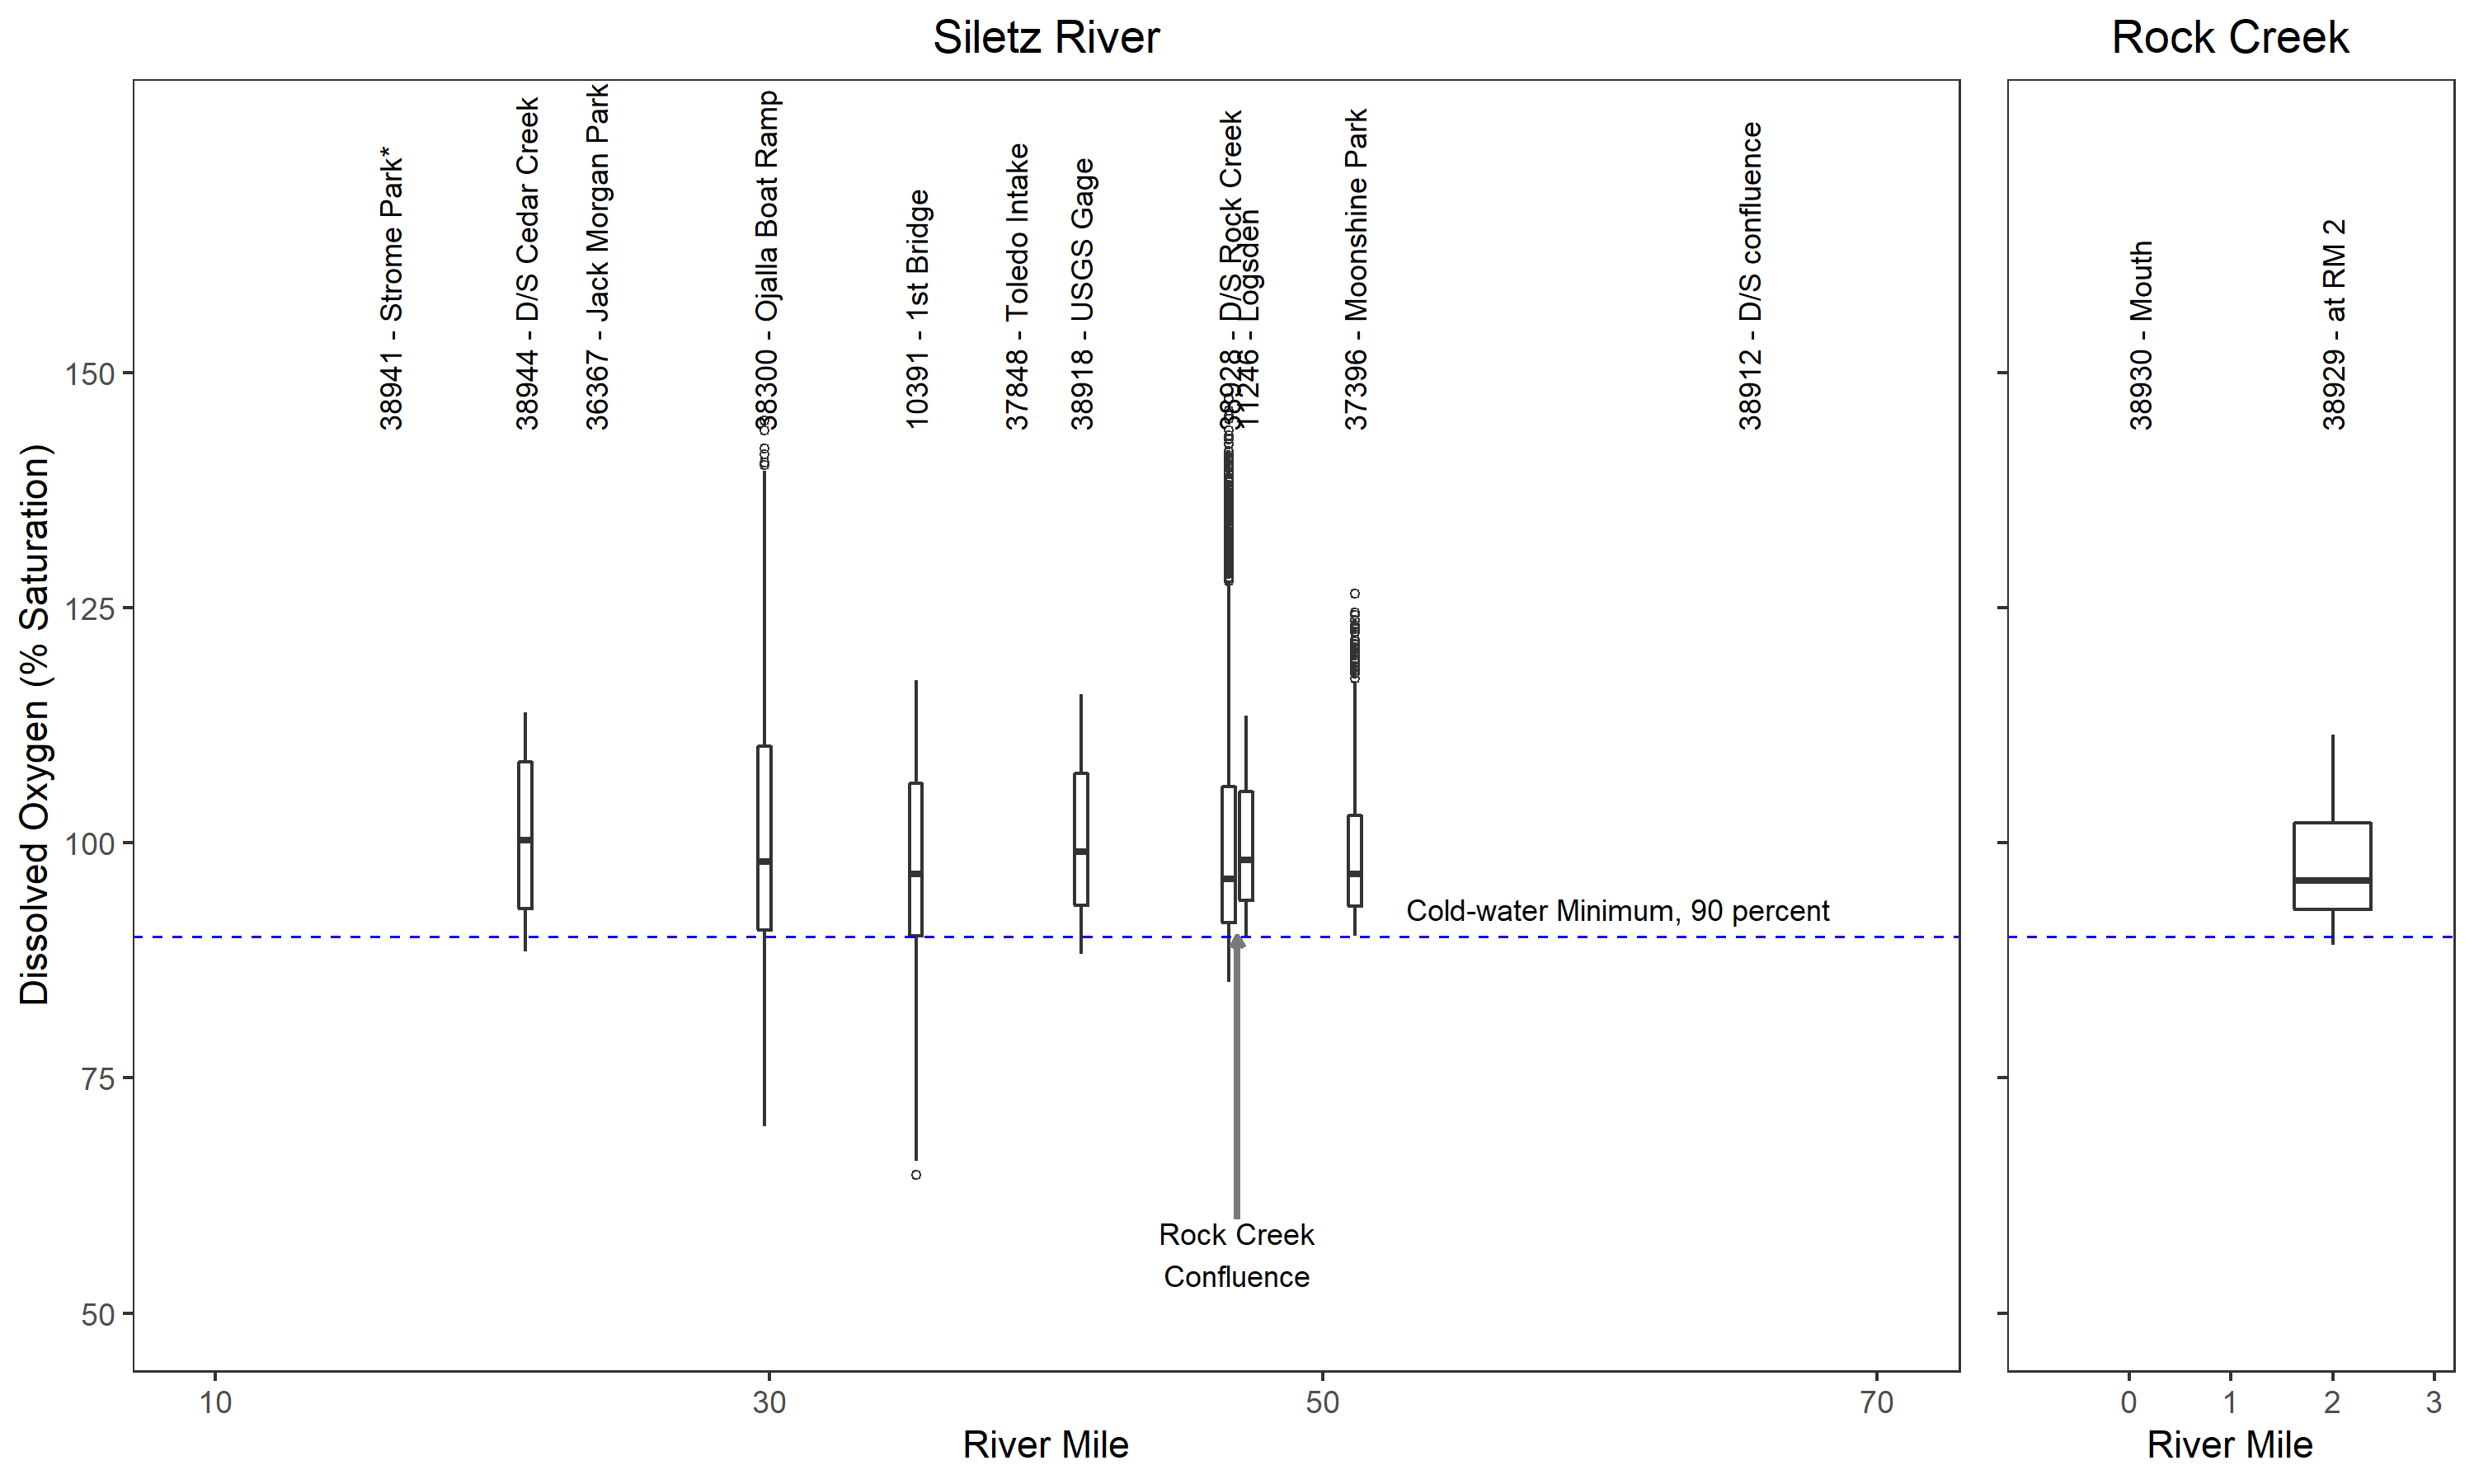 Siletz River
Rock Creek
38941 - Strome Park*
38944 - D/S Cedar Creek
36367 - Jack Morgan Park
38300 - Ojalla Boat Ramp
10391 - 1st Bridge
37848 - Toledo Intake
38918 - USGS Gage
38928 - D/S Rock Creek
11246 - Logsden
37396 - Moonshine Park
38912 - D/S confluence
38930 - Mouth
38929 - at RM 2
Dissolved Oxygen (% Saturation)
150
125
100
75
50
Cold-water Minimum, 90 percent
Rock Creek
Confluence
10
30
50
70
0
1
2
3
River Mile
River Mile